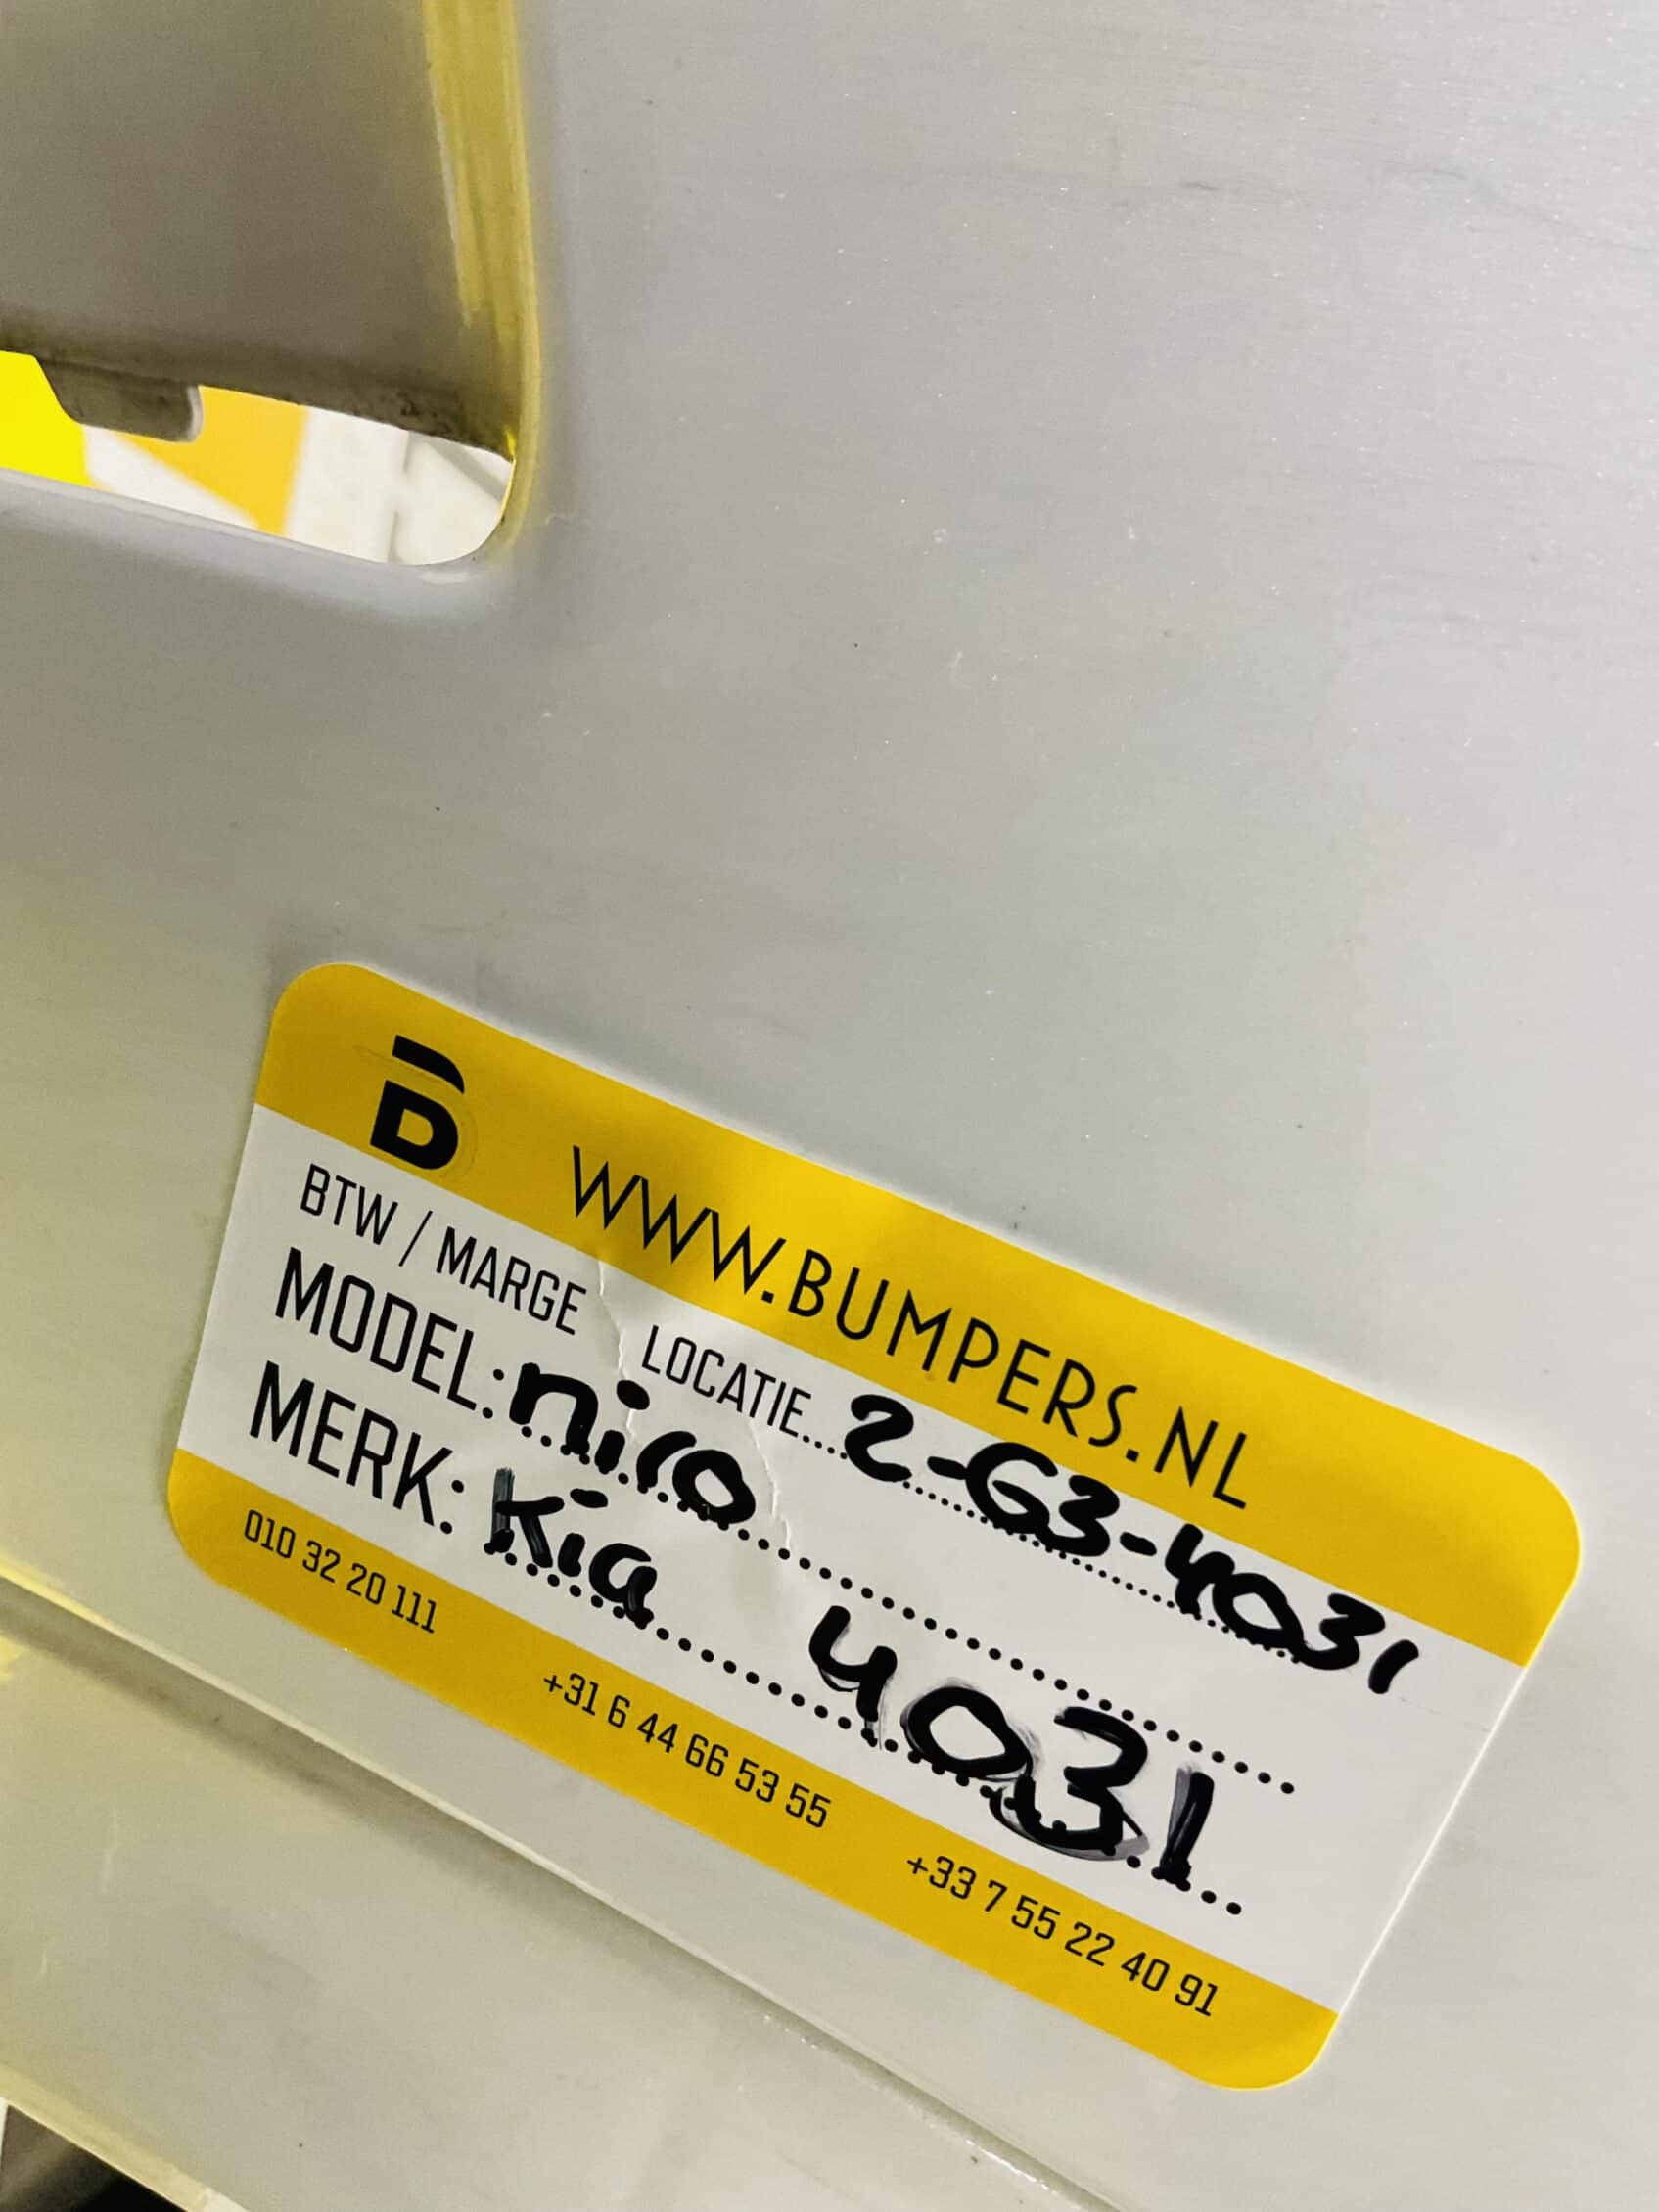 B WWW.BUMPERS.NL
BTW / MARGE LOCATIE...2-G3-4031
MODEL: nico
MERK: Kia 4031
010 32 20 111 +31 6 44 66 53 55 +33 7 55 22 40 91